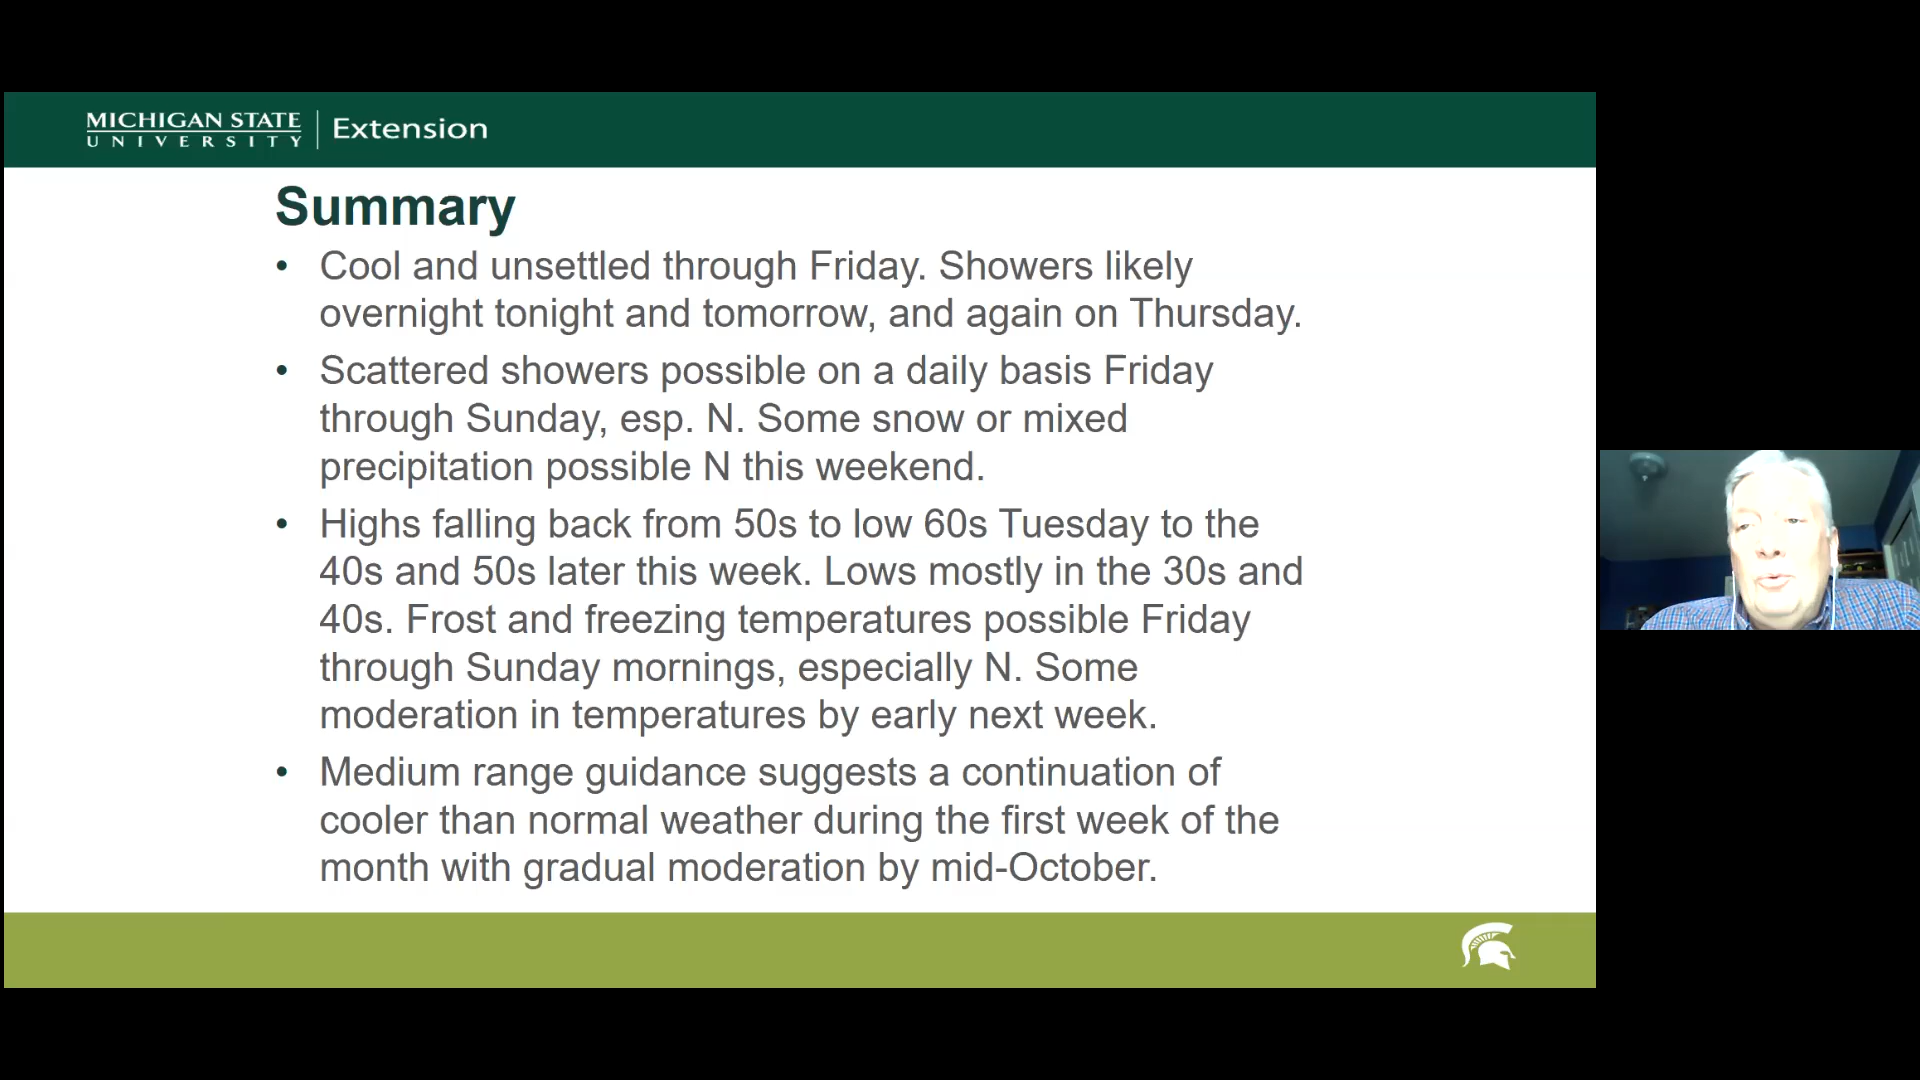 MICHIGAN STATE
UNIVERSITY
Extension
Summary
• Cool and unsettled through Friday. Showers likely
overnight tonight and tomorrow, and again on Thursday.
• Scattered showers possible on a daily basis Friday
through Sunday, esp. N. Some snow or mixed
precipitation possible N this weekend.
• Highs falling back from 50s to low 60s Tuesday to the
40s and 50s later this week. Lows mostly in the 30s and
40s. Frost and freezing temperatures possible Friday
through Sunday mornings, especially N. Some
moderation in temperatures by early next week.
• Medium range guidance suggests a continuation of
cooler than normal weather during the first week of the
month with gradual moderation by mid-October.